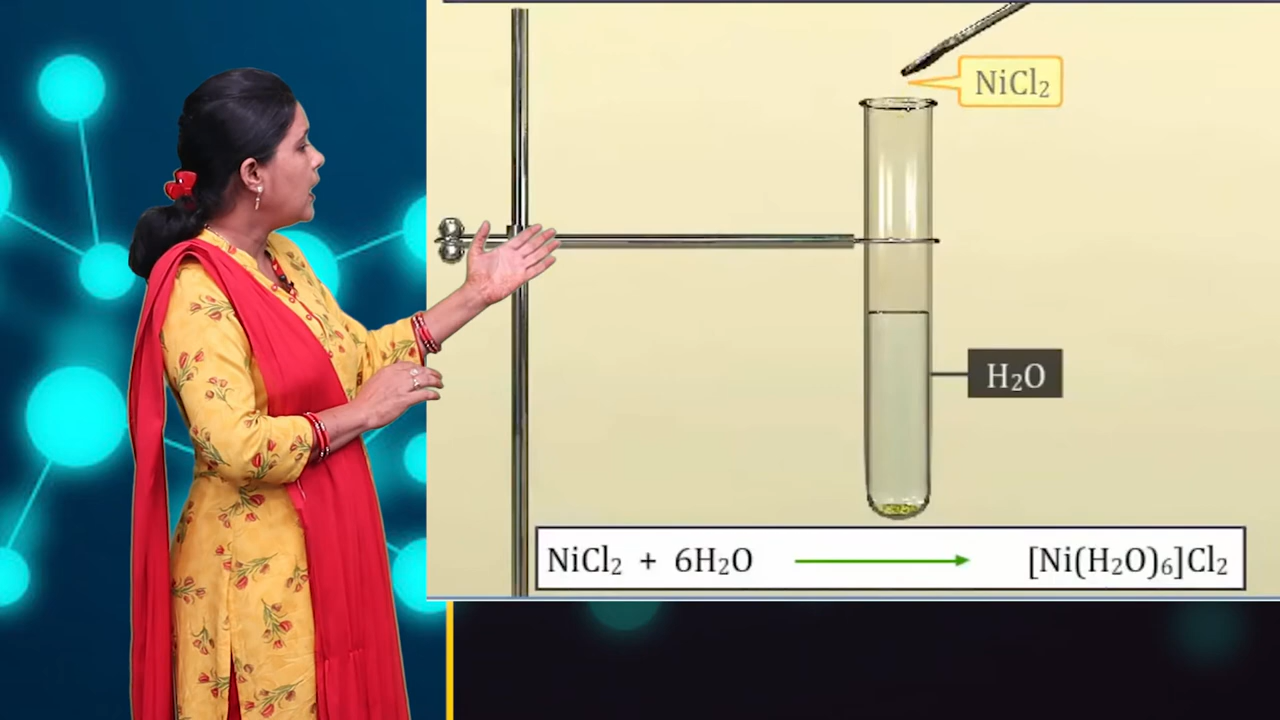 NiCl₂
H₂O
NiCl₂ + 6H₂O → [Ni(H₂O)₆]Cl₂